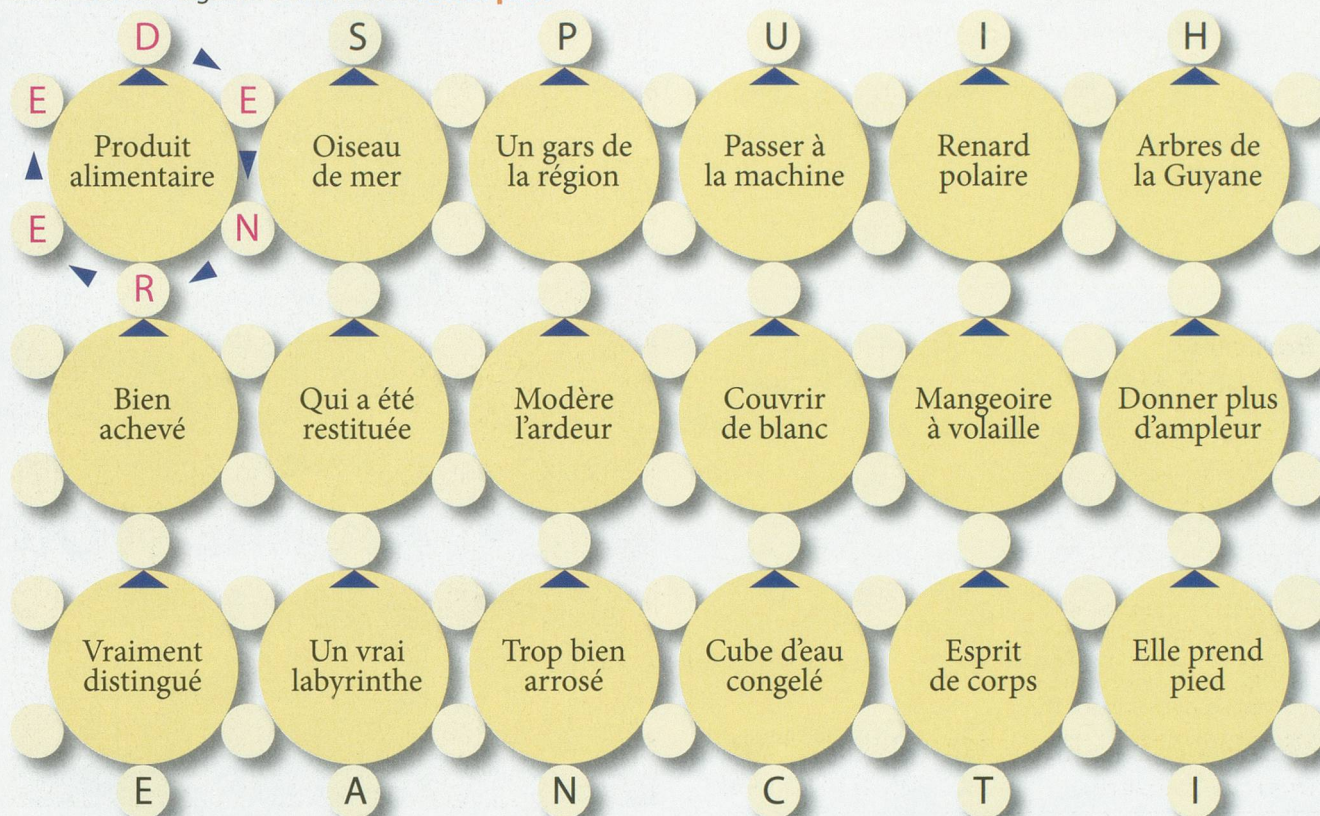 D S P U I H
E E
Produit
alimentaire
Oiseau
de mer
Un gars de
la région
Passer à
la machine
Renard
polaire
Arbres de
la Guyane
E N
R
Bien
achevé
Qui a été
restituée
Modère
l'ardeur
Couvrir
de blanc
Mangeoire
à volaille
Donner plus
d'ampleur
Vraiment
distingué
Un vrai
labyrinthe
Trop bien
arrosé
Cube d'eau
congelé
Esprit
de corps
Elle prend
pied
E A N C T I